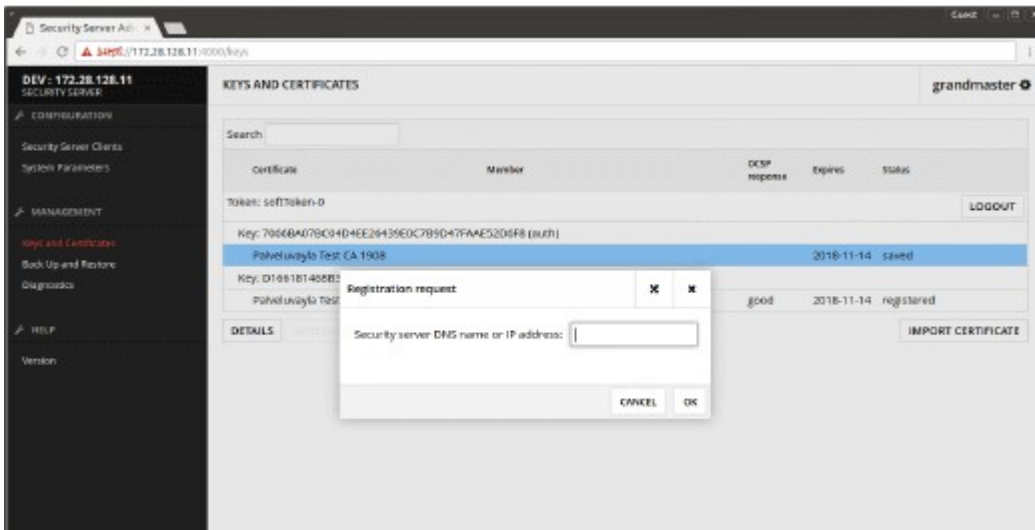 Guest
Security Server Ad
172.28.128.11:4000/keys
DEV : 172.28.128.11
SECURITY SERVER
KEYS AND CERTIFICATES
grandmaster
CONFIGURATION
Security Server Clients
System Parameters
MANAGEMENT
Keys and Certificates
Back Up and Restore
Diagnostics
HELP
Version
Search
Certificate Member OCSP response Expires Status
Token: softToken-0
LOGOUT
(auth)
Palveluvayla Test CA 1908 2018-11-14 saved
Key:
Palveluvayla Test good 2018-11-14 registered
DETAILS
IMPORT CERTIFICATE
Registration request
Security server DNS name or IP address:
CANCEL OK